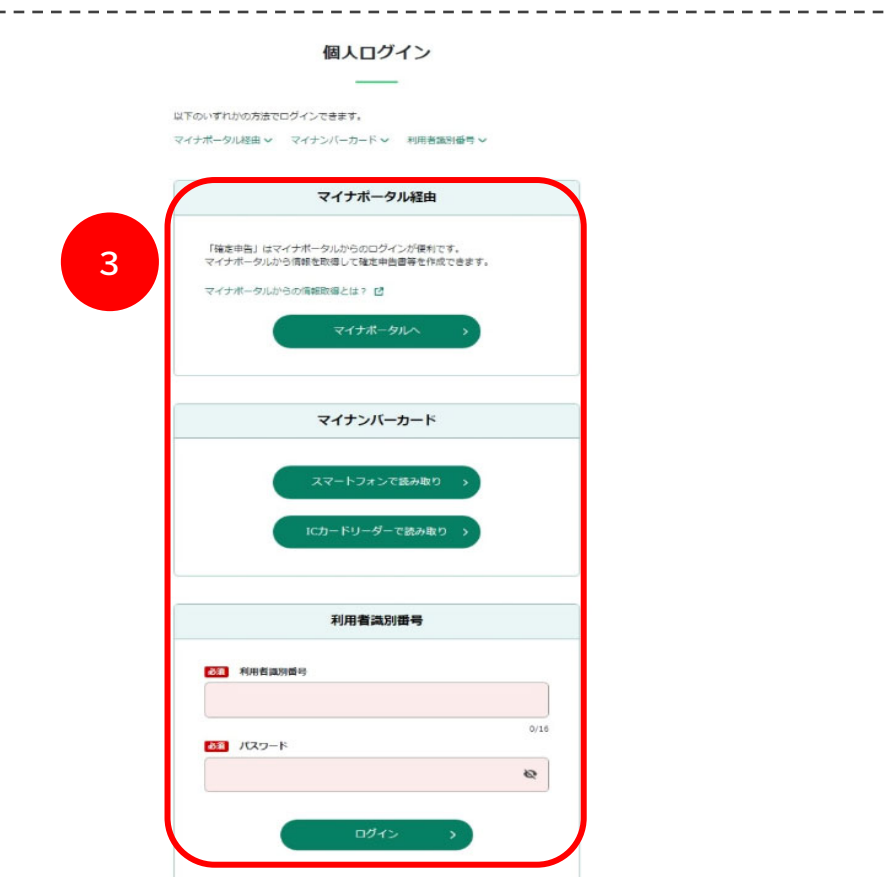 個人ログイン
以下のいずれかの方法でログインできます。
マイナポータル経由 マイナンバーカード 利用者識別番号
マイナポータル経由
3
「確定申告」はマイナポータルからのログインが便利です。
マイナポータルから情報を取得して確定申告書等を作成できます。
マイナポータルからの情報取得とは?
マイナポータルへ
マイナンバーカード
スマートフォンで読み取り
ICカードリーダーで読み取り
利用者識別番号
必須 利用者識別番号
0/16
必須 パスワード
ログイン